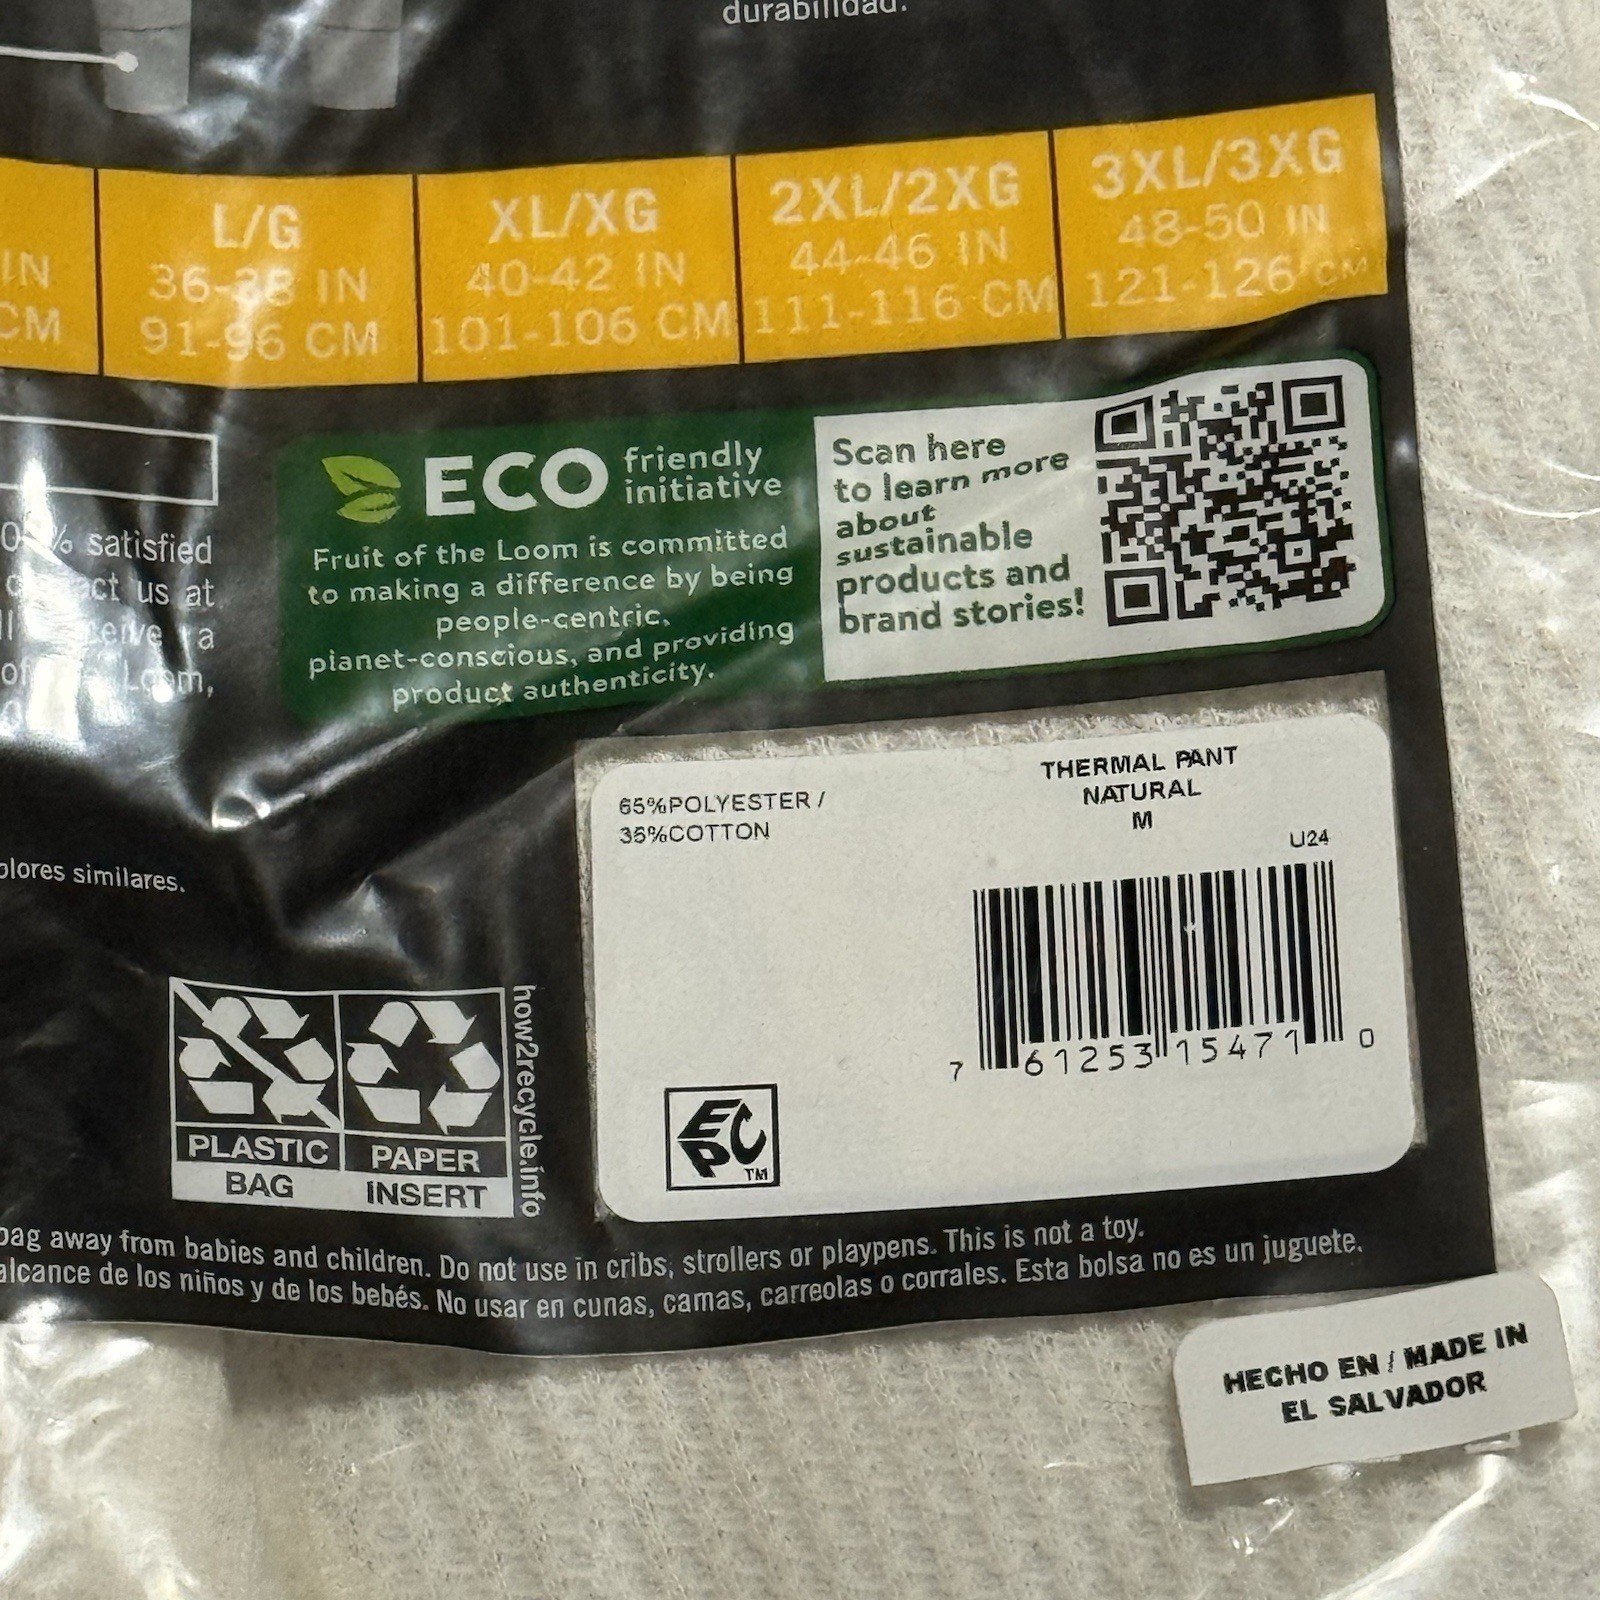 durabilidad.
IN
CM
L/G
36-38 IN
91-96 CM
XL/XG
40-42 IN
101-106 CM
2XL/2XG
44-46 IN
111-116 CM
3XL/3XG
48-50 IN
121-126 CM
ECO friendly
initiative
Fruit of the Loom is committed
to making a difference by being
people-centric,
planet-conscious, and providing
product authenticity.
Scan here
to learn more
about
sustainable
products and
brand stories!
% satisfied
us at
a
Loom,
65%POLYESTER /
35%COTTON
THERMAL PANT
NATURAL
M
U24
7 61253 15471 0
EPC
TM
similares.
PLASTIC
BAG
PAPER
INSERT
how2recycle.info
bag away from babies and children. Do not use in cribs, strollers or playpens. This is not a toy.
alcance de los niños y de los bebés. No usar en cunas, camas, carreolas o corrales. Esta bolsa no es un juguete.
HECHO EN / MADE IN
EL SALVADOR